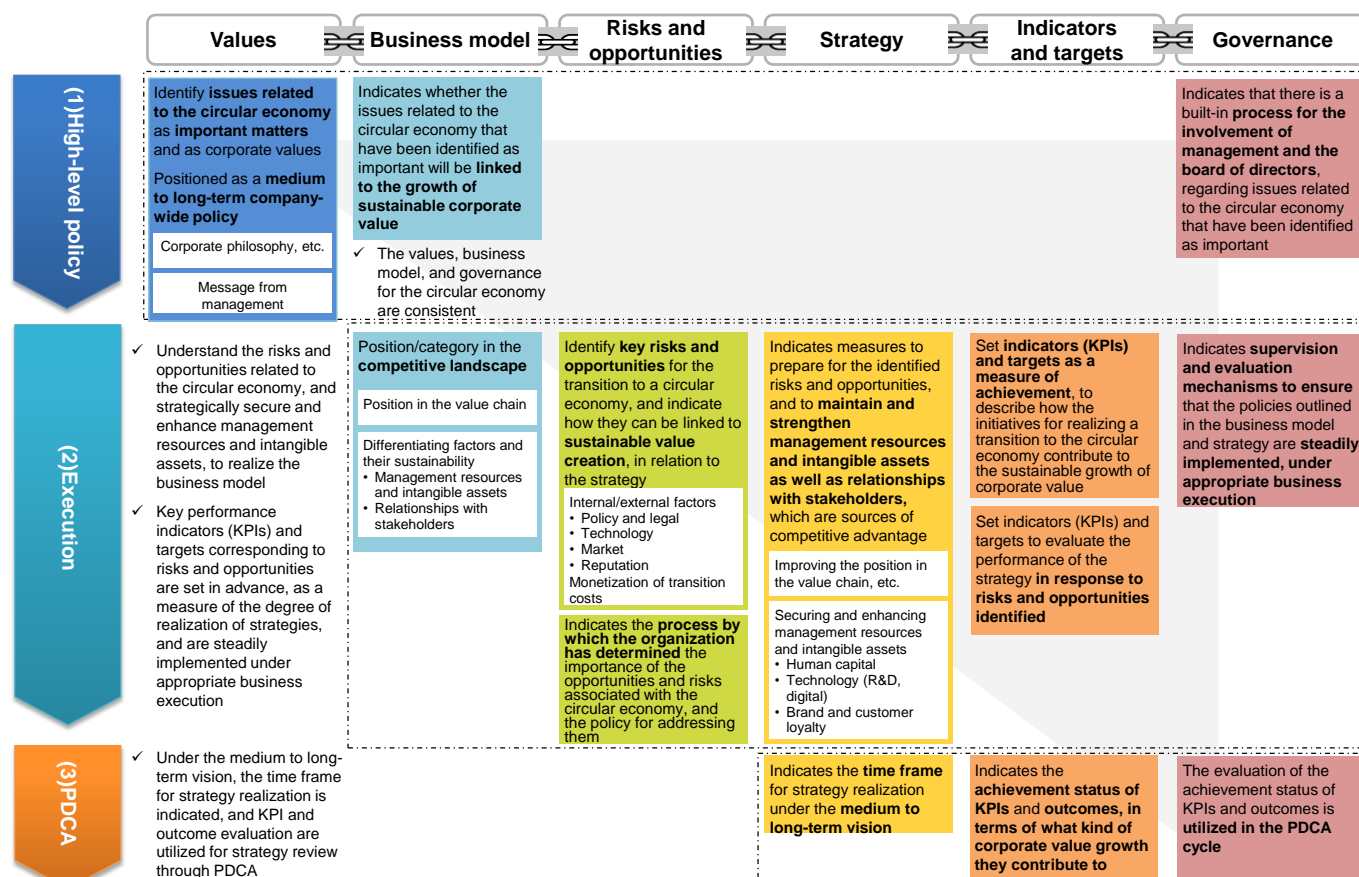 Values
Business model
Risks and
opportunities
Strategy
Indicators
and targets
Governance
(1)High-level policy
Identify issues related
to the circular economy
as important matters
and as corporate values
Positioned as a medium
to long-term company-
wide policy
Corporate philosophy, etc.
Message from
management
Indicates whether the
issues related to the
circular economy that
have been identified as
important will be linked
to the growth of
sustainable corporate
value
✓ The values, business
model, and governance
for the circular economy
are consistent
Indicates that there is a
built-in process for the
involvement of
management and the
board of directors,
regarding issues related
to the circular economy
that have been identified
as important
(2)Execution
✓ Understand the risks and
opportunities related to
the circular economy, and
strategically secure and
enhance management
resources and intangible
assets, to realize the
business model
✓ Key performance
indicators (KPIs) and
targets corresponding to
risks and opportunities
are set in advance, as a
measure of the degree of
realization of strategies,
and are steadily
implemented under
appropriate business
execution
Position/category in the
competitive landscape
Position in the value chain
Differentiating factors and
their sustainability
• Management resources
and intangible assets
• Relationships with
stakeholders
Identify key risks and
opportunities for the
transition to a circular
economy, and indicate
how they can be linked to
sustainable value
creation, in relation to
the strategy
Internal/external factors
• Policy and legal
• Technology
• Market
• Reputation
Monetization of transition
costs
Indicates the process by
which the organization
has determined the
importance of the
opportunities and risks
associated with the
circular economy, and
the policy for addressing
them
Indicates measures to
prepare for the identified
risks and opportunities,
and to maintain and
strengthen
management resources
and intangible assets
as well as relationships
with stakeholders,
which are sources of
competitive advantage
Improving the position in
the value chain, etc.
Securing and enhancing
management resources
and intangible assets
• Human capital
• Technology (R&D,
digital)
• Brand and customer
loyalty
Set indicators (KPIs)
and targets as a
measure of
achievement, to
describe how the
initiatives for realizing a
transition to the circular
economy contribute to
the sustainable growth of
corporate value
Set indicators (KPIs) and
targets to evaluate the
performance of the
strategy in response to
risks and opportunities
identified
Indicates supervision
and evaluation
mechanisms to ensure
that the policies outlined
in the business model
and strategy are steadily
implemented, under
appropriate business
execution
(3)PDCA
✓ Under the medium to long-
term vision, the time frame
for strategy realization is
indicated, and KPI and
outcome evaluation are
utilized for strategy review
through PDCA
Indicates the time frame
for strategy realization
under the medium to
long-term vision
Indicates the
achievement status of
KPIs and outcomes, in
terms of what kind of
corporate value growth
they contribute to
The evaluation of the
achievement status of
KPIs and outcomes is
utilized in the PDCA
cycle